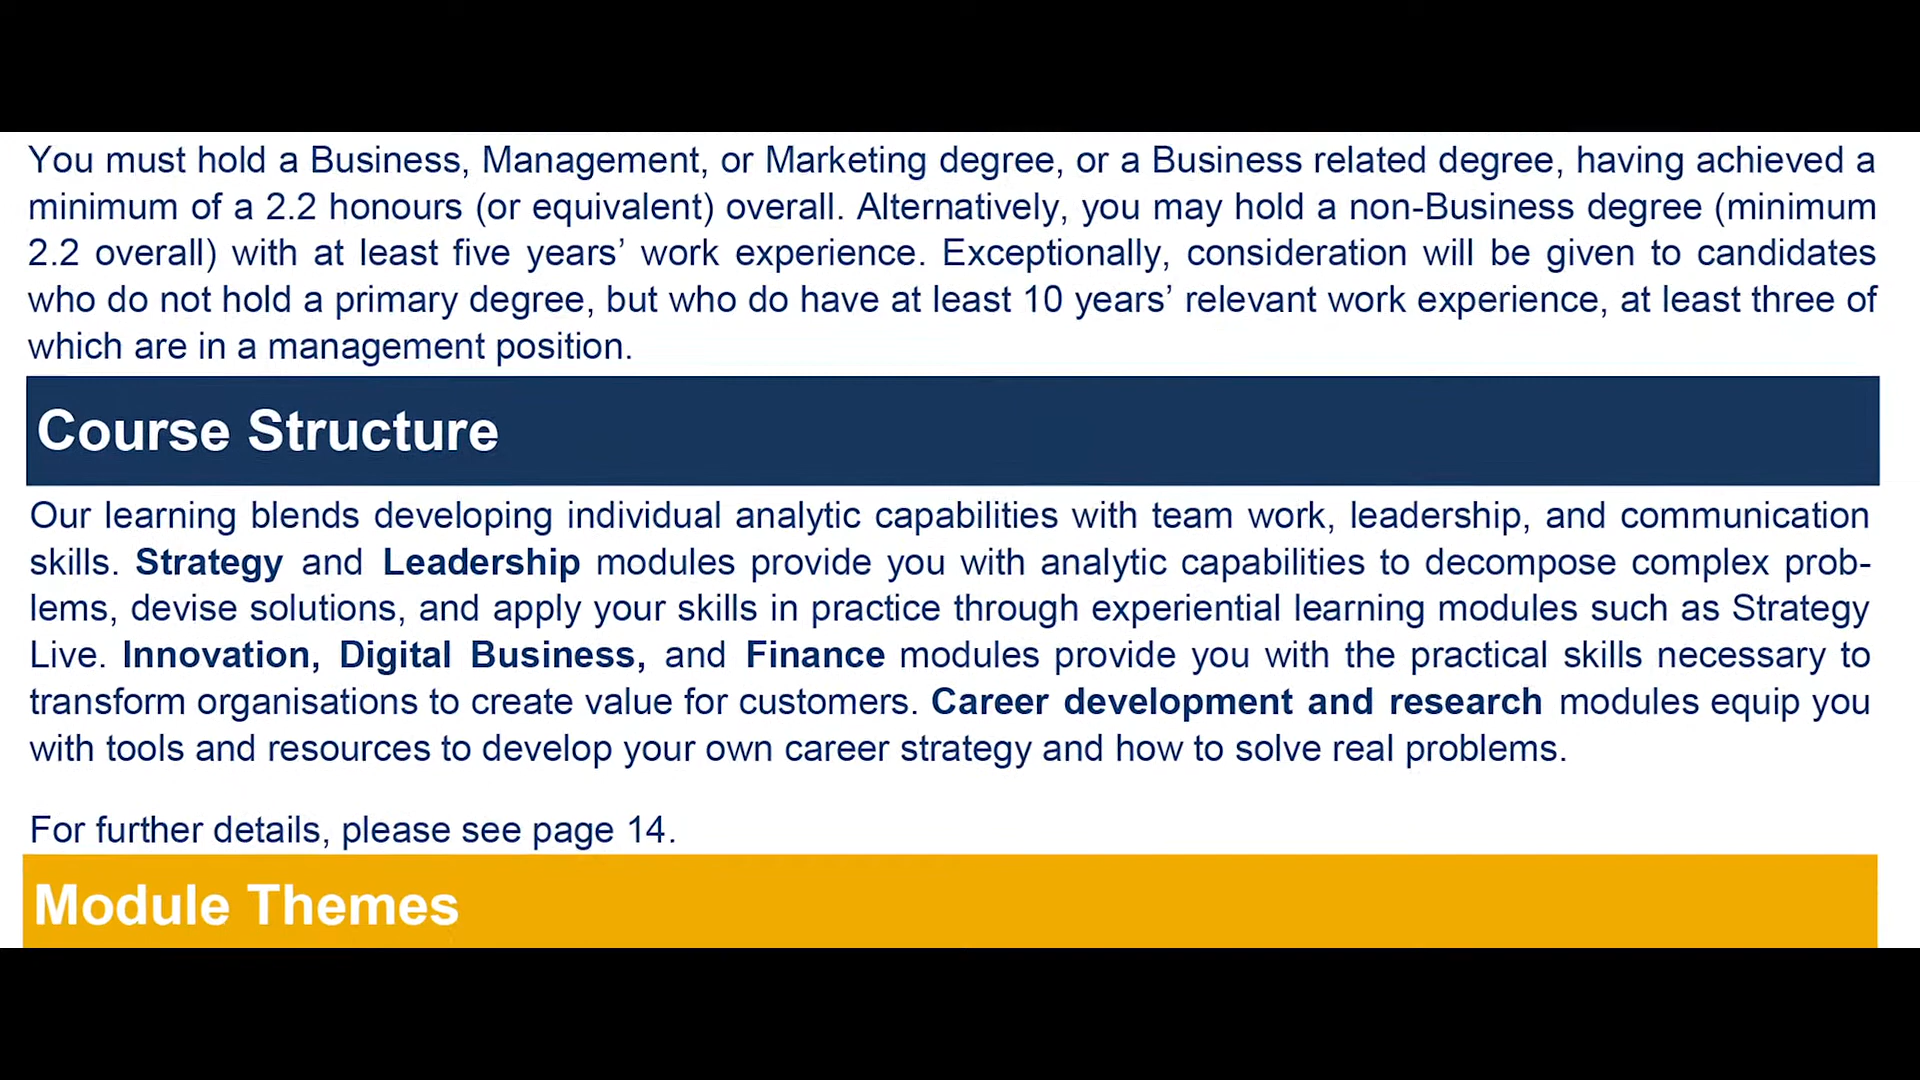 You must hold a Business, Management, or Marketing degree, or a Business related degree, having achieved a
minimum of a 2.2 honours (or equivalent) overall. Alternatively, you may hold a non-Business degree (minimum
2.2 overall) with at least five years’ work experience. Exceptionally, consideration will be given to candidates
who do not hold a primary degree, but who do have at least 10 years’ relevant work experience, at least three of
which are in a management position.
Course Structure
Our learning blends developing individual analytic capabilities with team work, leadership, and communication
skills. Strategy and Leadership modules provide you with analytic capabilities to decompose complex prob-
lems, devise solutions, and apply your skills in practice through experiential learning modules such as Strategy
Live. Innovation, Digital Business, and Finance modules provide you with the practical skills necessary to
transform organisations to create value for customers. Career development and research modules equip you
with tools and resources to develop your own career strategy and how to solve real problems.
For further details, please see page 14.
Module Themes